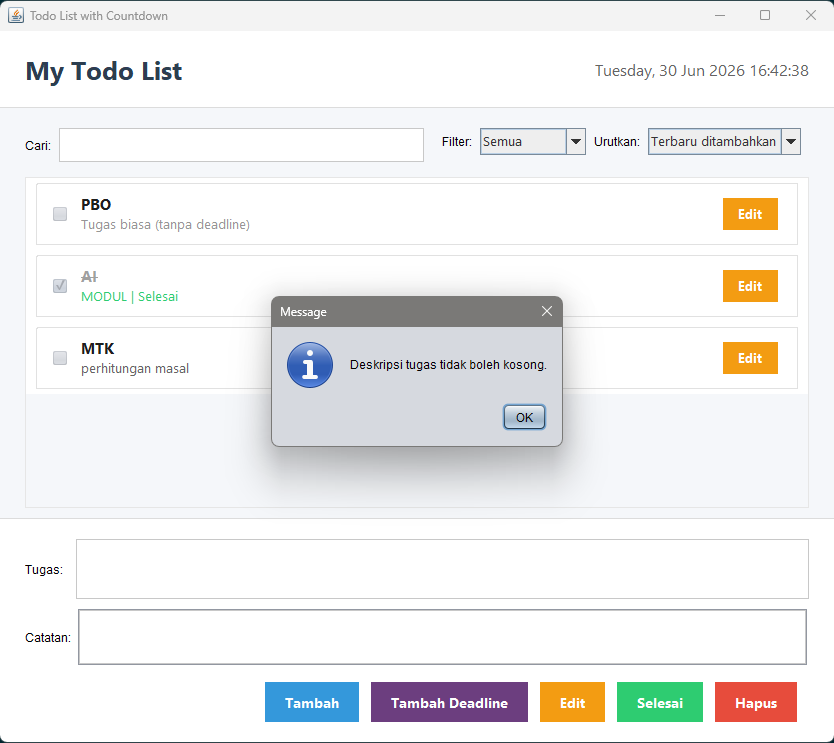 Todo List with Countdown
My Todo List
Tuesday, 30 Jun 2026 16:42:38
Cari:
Filter: Semua
Urutkan: Terbaru ditambahkan
PBO
Tugas biasa (tanpa deadline)
Edit
AI
MODUL | Selesai
Edit
MTK
perhitungan masal
Edit
Message
Deskripsi tugas tidak boleh kosong.
OK
Tugas:
Catatan:
Tambah
Tambah Deadline
Edit
Selesai
Hapus